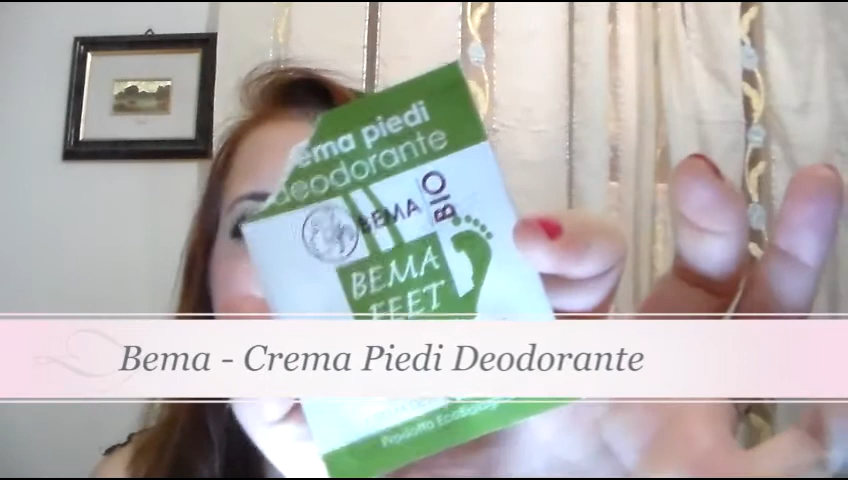 ema piedi
deodorante
BEMA BIO
BEMA
FEET
Bema - Crema Piedi Deodorante
Prodotto EcoBiologico